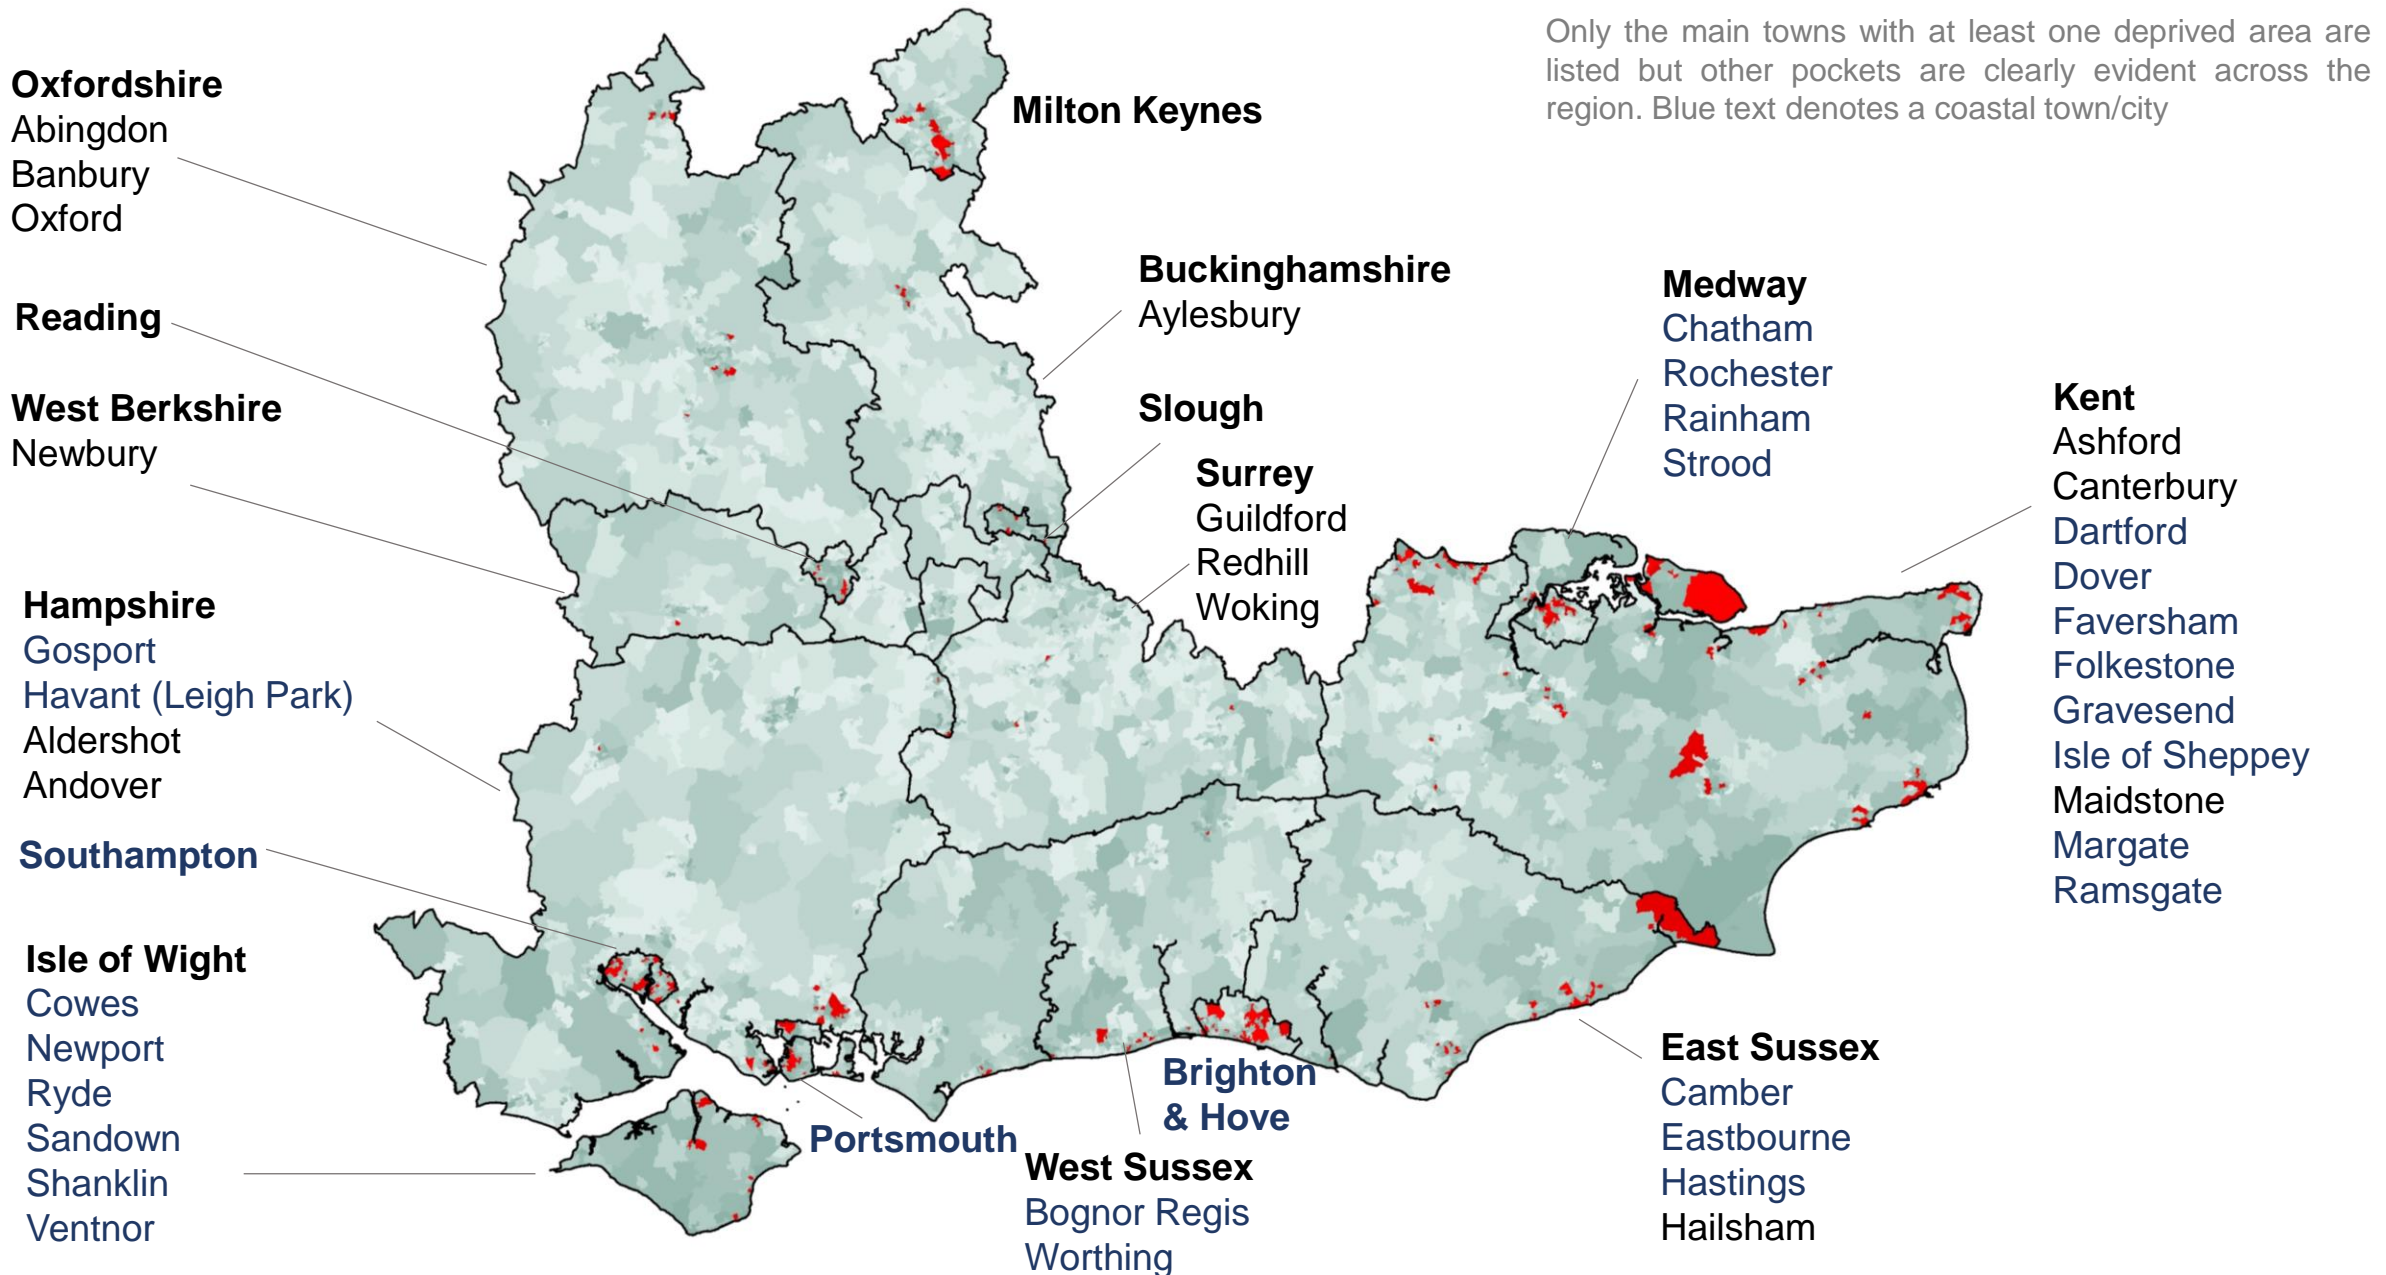 Only the main towns with at least one deprived area are
listed but other pockets are clearly evident across the
region. Blue text denotes a coastal town/city
Oxfordshire
Abingdon
Banbury
Oxford
Milton Keynes
Reading
West Berkshire
Newbury
Buckinghamshire
Aylesbury
Slough
Surrey
Guildford
Redhill
Woking
Medway
Chatham
Rochester
Rainham
Strood
Kent
Ashford
Canterbury
Dartford
Dover
Faversham
Folkestone
Gravesend
Isle of Sheppey
Maidstone
Margate
Ramsgate
Hampshire
Gosport
Havant (Leigh Park)
Aldershot
Andover
Southampton
Isle of Wight
Cowes
Newport
Ryde
Sandown
Shanklin
Ventnor
Portsmouth
Brighton
& Hove
West Sussex
Bognor Regis
Worthing
East Sussex
Camber
Eastbourne
Hastings
Hailsham